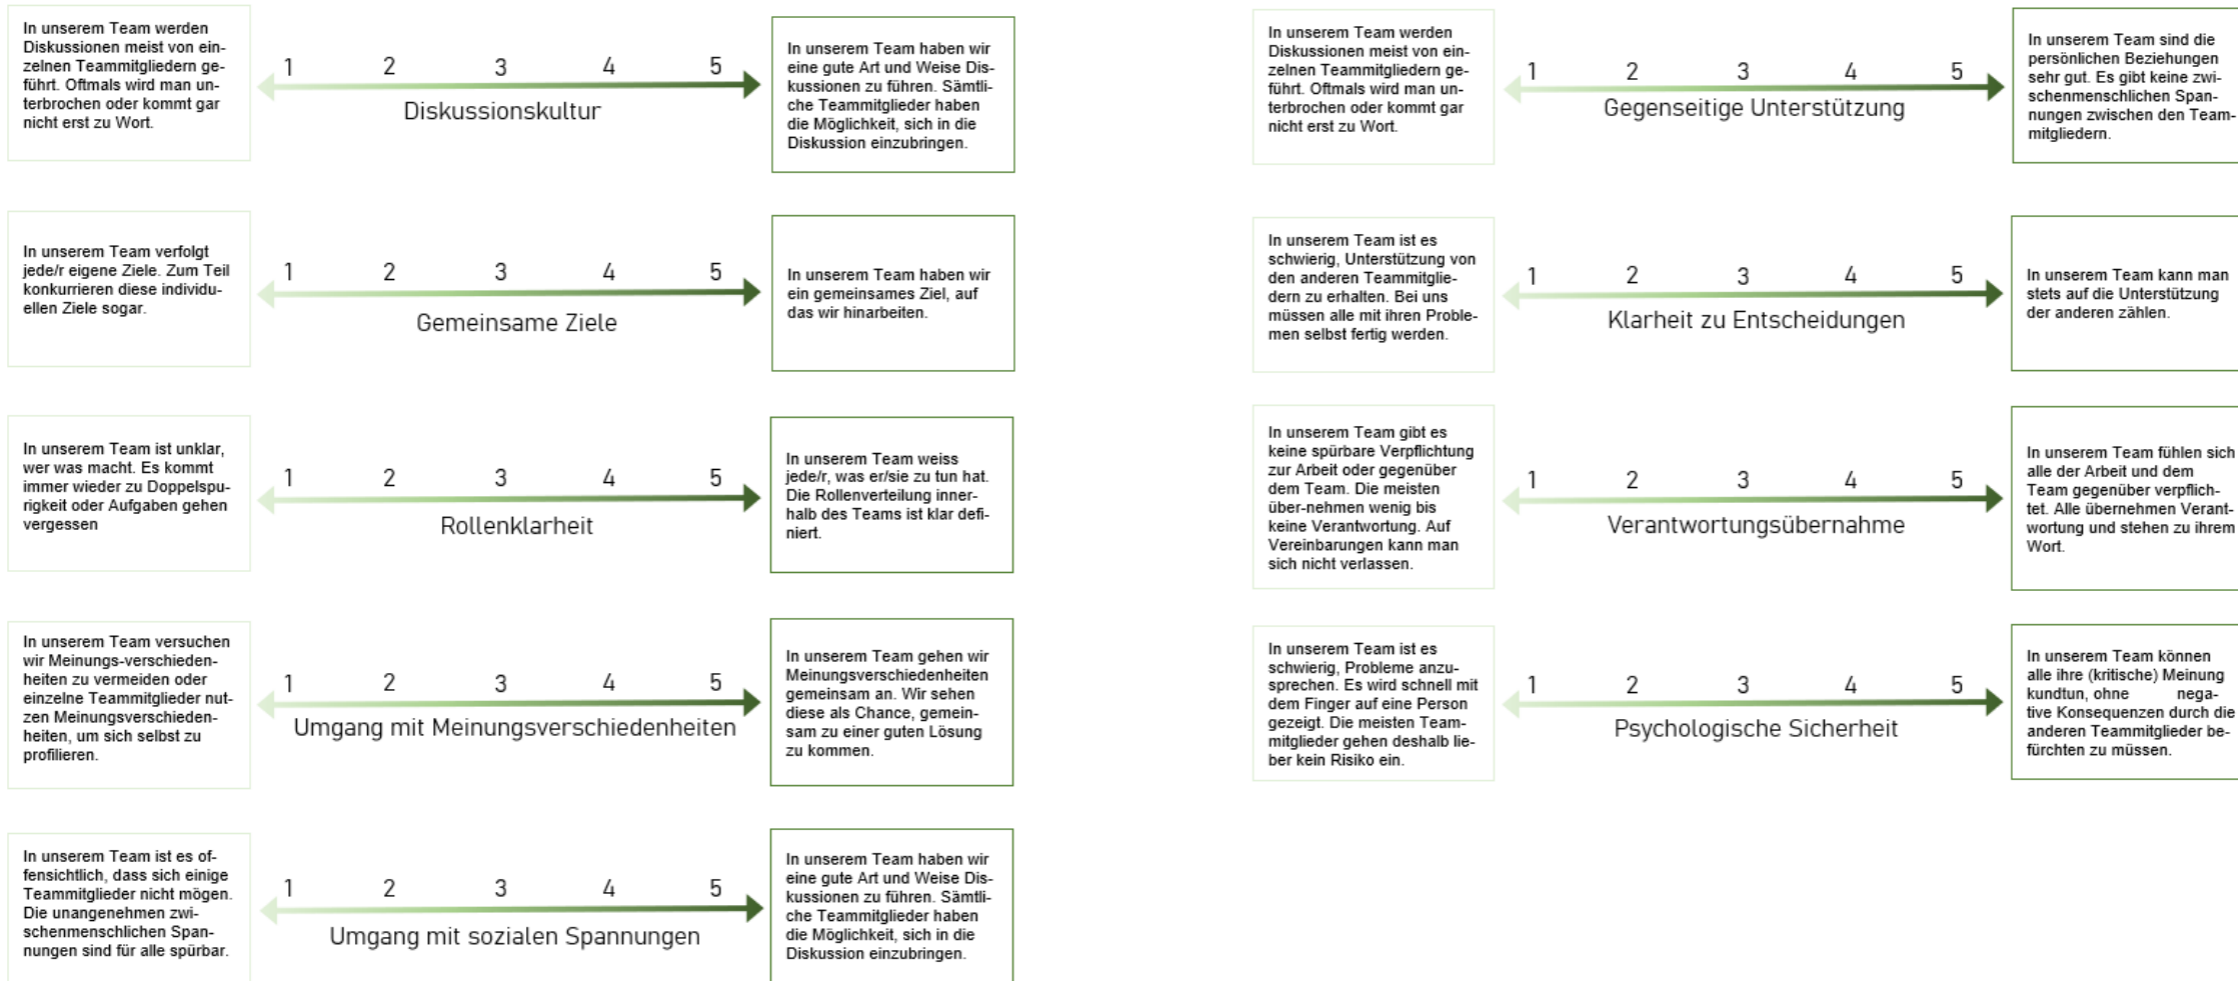 In unserem Team werden
Diskussionen meist von ein-
zelnen Teammitgliedern ge-
führt. Oftmals wird man un-
terbrochen oder kommt gar
nicht erst zu Wort.
1 2 3 4 5
Diskussionskultur
In unserem Team haben wir
eine gute Art und Weise Dis-
kussionen zu führen. Sämtli-
che Teammitglieder haben
die Möglichkeit, sich in die
Diskussion einzubringen.
In unserem Team verfolgt
jede/r eigene Ziele. Zum Teil
konkurrieren diese individu-
ellen Ziele sogar.
1 2 3 4 5
Gemeinsame Ziele
In unserem Team haben wir
ein gemeinsames Ziel, auf
das wir hinarbeiten.
In unserem Team ist unklar,
wer was macht. Es kommt
immer wieder zu Doppelspu-
rigkeit oder Aufgaben gehen
vergessen
1 2 3 4 5
Rollenklarheit
In unserem Team weiss
jede/r, was er/sie zu tun hat.
Die Rollenverteilung inner-
halb des Teams ist klar defi-
niert.
In unserem Team versuchen
wir Meinungs-verschieden-
heiten zu vermeiden oder
einzelne Teammitglieder nut-
zen Meinungsverschieden-
heiten, um sich selbst zu
profilieren.
1 2 3 4 5
Umgang mit Meinungsverschiedenheiten
In unserem Team gehen wir
Meinungsverschiedenheiten
gemeinsam an. Wir sehen
diese als Chance, gemein-
sam zu einer guten Lösung
zu kommen.
In unserem Team ist es of-
fensichtlich, dass sich einige
Teammitglieder nicht mögen.
Die unangenehmen zwi-
schenmenschlichen Span-
nungen sind für alle spürbar.
1 2 3 4 5
Umgang mit sozialen Spannungen
In unserem Team haben wir
eine gute Art und Weise Dis-
kussionen zu führen. Sämtli-
che Teammitglieder haben
die Möglichkeit, sich in die
Diskussion einzubringen.
In unserem Team werden
Diskussionen meist von ein-
zelnen Teammitgliedern ge-
führt. Oftmals wird man un-
terbrochen oder kommt gar
nicht erst zu Wort.
1 2 3 4 5
Gegenseitige Unterstützung
In unserem Team sind die
persönlichen Beziehungen
sehr gut. Es gibt keine zwi-
schenmenschlichen Span-
nungen zwischen den Team-
mitgliedern.
In unserem Team ist es
schwierig, Unterstützung von
den anderen Teammitglie-
dern zu erhalten. Bei uns
müssen alle mit ihren Proble-
men selbst fertig werden.
1 2 3 4 5
Klarheit zu Entscheidungen
In unserem Team kann man
stets auf die Unterstützung
der anderen zählen.
In unserem Team gibt es
keine spürbare Verpflichtung
zur Arbeit oder gegenüber
dem Team. Die meisten
über-nehmen wenig bis
keine Verantwortung. Auf
Vereinbarungen kann man
sich nicht verlassen.
1 2 3 4 5
Verantwortungsübernahme
In unserem Team fühlen sich
alle der Arbeit und dem
Team gegenüber verpflich-
tet. Alle übernehmen Verant-
wortung und stehen zu ihrem
Wort.
In unserem Team ist es
schwierig, Probleme anzu-
sprechen. Es wird schnell mit
dem Finger auf eine Person
gezeigt. Die meisten Team-
mitglieder gehen deshalb lie-
ber kein Risiko ein.
1 2 3 4 5
Psychologische Sicherheit
In unserem Team können
alle ihre (kritische) Meinung
kundtun, ohne nega-
tive Konsequenzen durch die
anderen Teammitglieder be-
fürchten zu müssen.